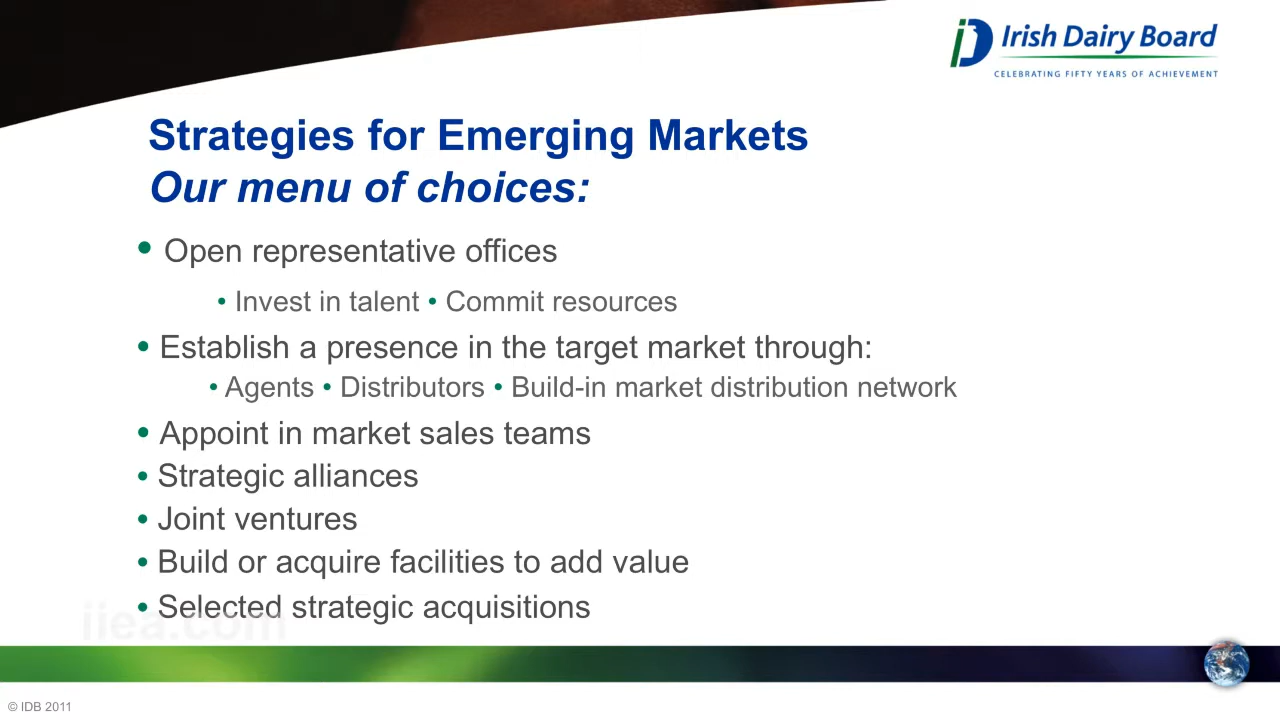 Irish Dairy Board
CELEBRATING FIFTY YEARS OF ACHIEVEMENT
Strategies for Emerging Markets
Our menu of choices:
• Open representative offices
• Invest in talent • Commit resources
• Establish a presence in the target market through:
• Agents • Distributors • Build-in market distribution network
• Appoint in market sales teams
• Strategic alliances
• Joint ventures
• Build or acquire facilities to add value
• Selected strategic acquisitions
iiea.com
© IDB 2011